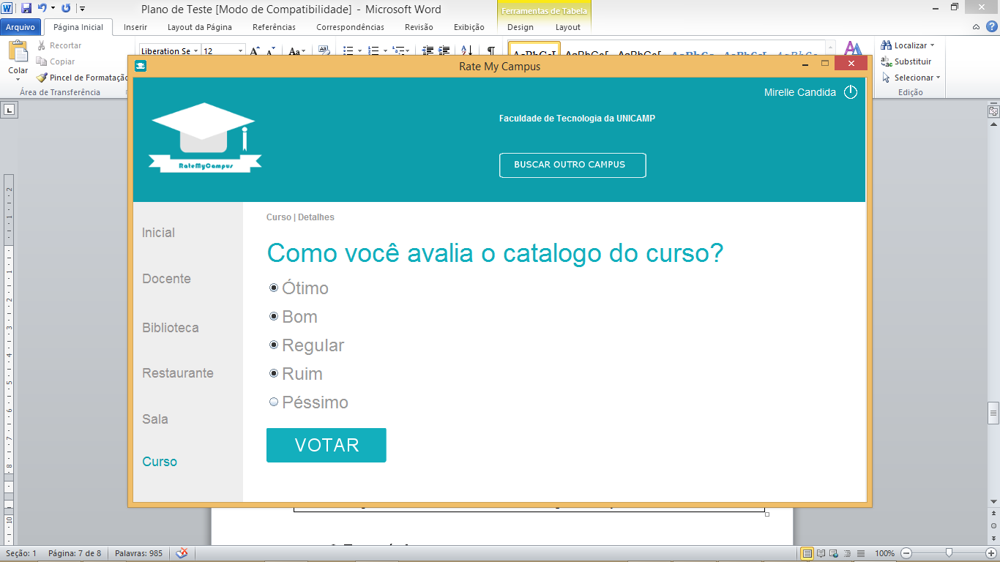 Plano de Teste [Modo de Compatibilidade] - Microsoft Word
Ferramentas de Tabela
Arquivo Página Inicial Inserir Layout da Página Referências Correspondências Revisão Exibição Design Layout
Colar
Recortar
Copiar
Pincel de Formatação
Área de Transferência
Liberation Se 12
Localizar
Substituir
Selecionar
Edição
Rate My Campus
Mirelle Candida
RateMyCampus
Faculdade de Tecnologia da UNICAMP
BUSCAR OUTRO CAMPUS
Inicial
Docente
Biblioteca
Restaurante
Sala
Curso
Curso | Detalhes
Como você avalia o catalogo do curso?
Ótimo
Bom
Regular
Ruim
Péssimo
VOTAR
Seção: 1 Página: 7 de 8 Palavras: 985 100%